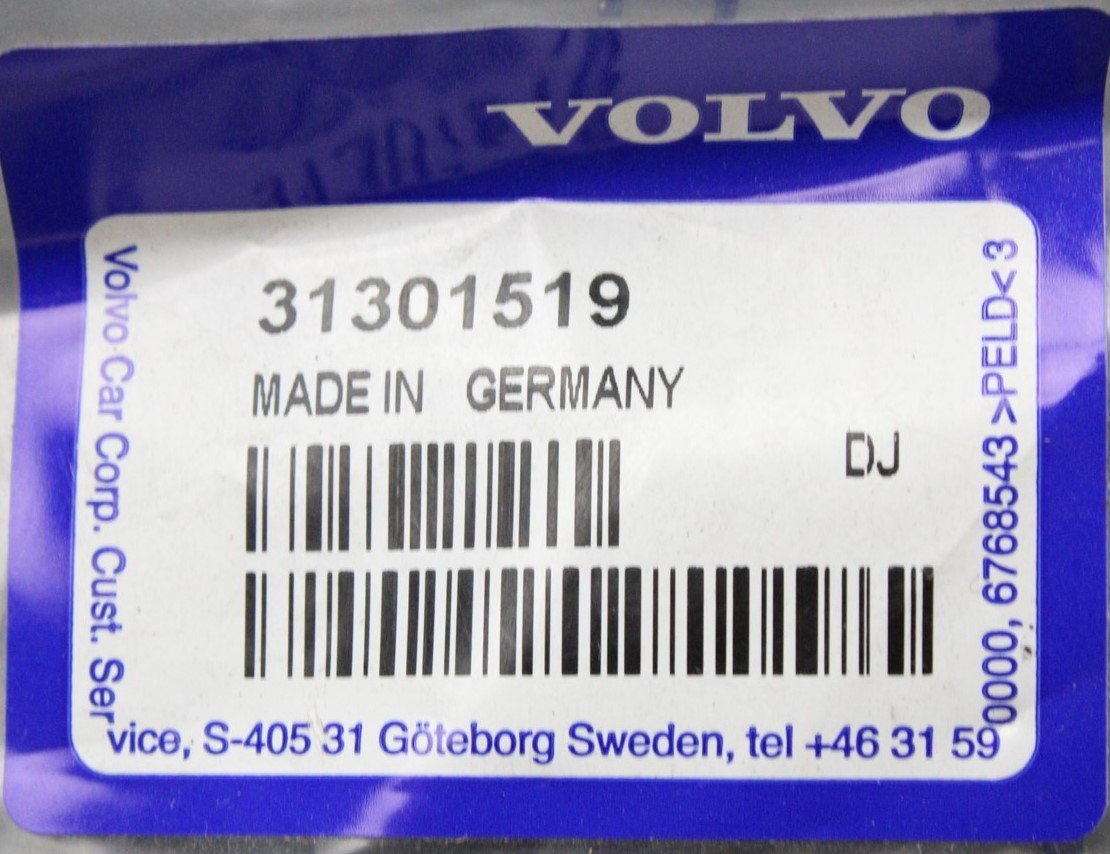 VOLVO
31301519
MADE IN GERMANY
DJ
Volvo Car Corp. Cust. Service, S-405 31 Göteborg Sweden, tel +46 31 590000, 6768543 >PELD< 3